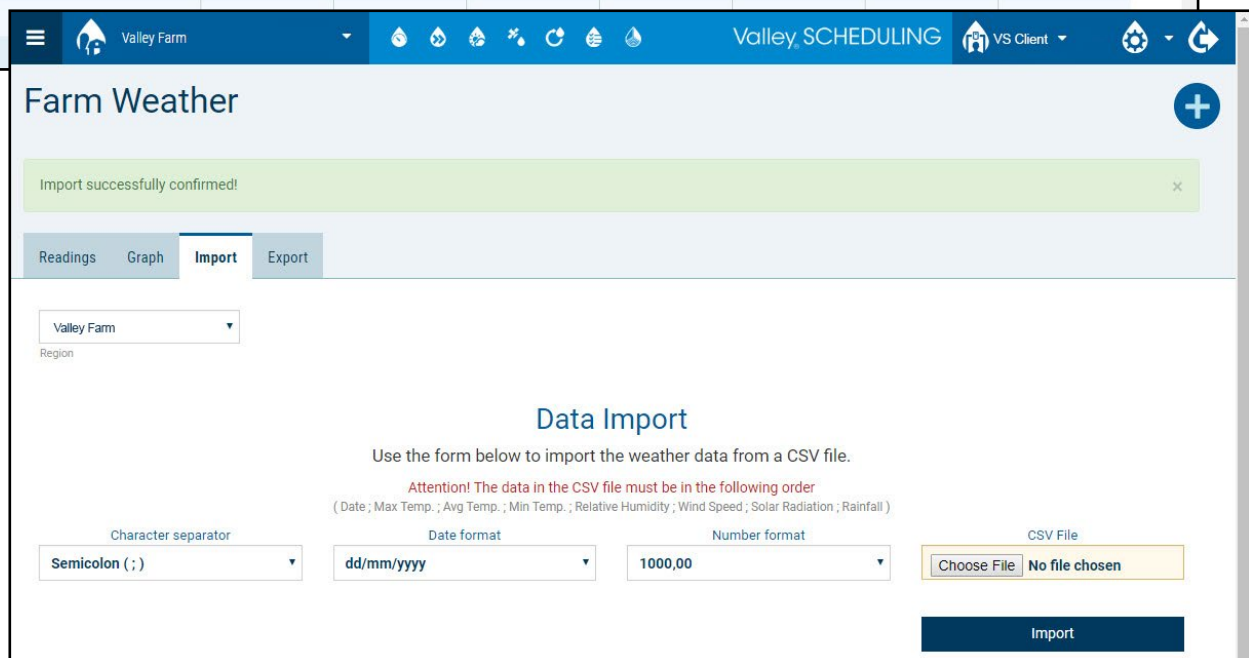 Valley Farm
Valley, SCHEDULING
VS Client
Farm Weather
Import successfully confirmed!
×
Readings Graph Import Export
Valley Farm
Region
Data Import
Use the form below to import the weather data from a CSV file.
Attention! The data in the CSV file must be in the following order
( Date ; Max Temp. ; Avg Temp. ; Min Temp. ; Relative Humidity ; Wind Speed ; Solar Radiation ; Rainfall )
Character separator Date format Number format CSV File
Semicolon ( ; ) dd/mm/yyyy 1000,00 Choose File No file chosen
Import